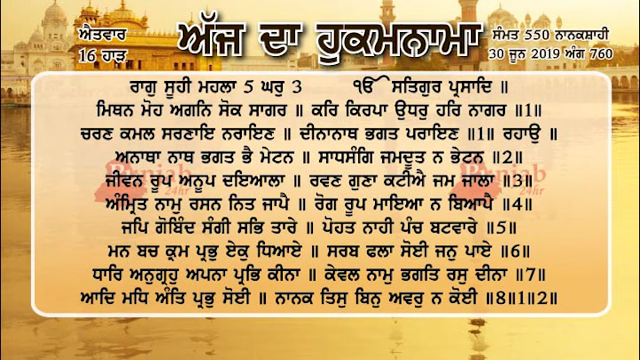 ਐਤਵਾਰ
16 ਹਾੜ
ਅੱਜ ਦਾ ਹੁਕਮਨਾਮਾ
ਸੰਮਤ 550 ਨਾਨਕਸ਼ਾਹੀ
30 ਜੂਨ 2019 ਅੰਗ 760
ਰਾਗੁ ਸੂਹੀ ਮਹਲਾ 5 ਘਰੁ 3 ੴ ਸਤਿਗੁਰ ਪ੍ਰਸਾਦਿ ॥
ਮਿਥਨ ਮੋਹ ਅਗਨਿ ਸੋਕ ਸਾਗਰ ॥ ਕਰਿ ਕਿਰਪਾ ਉਧਰੁ ਹਰਿ ਨਾਗਰ ॥1॥
ਚਰਣ ਕਮਲ ਸਰਣਾਇ ਨਰਾਇਣ ॥ ਦੀਨਾਨਾਥ ਭਗਤ ਪਰਾਇਣ ॥1॥ ਰਹਾਉ ॥
ਅਨਾਥਾ ਨਾਥ ਭਗਤ ਭੈ ਮੇਟਨ ॥ ਸਾਧਸੰਗਿ ਜਮਦੂਤ ਨ ਭੇਟਨ ॥2॥
ਜੀਵਨ ਰੂਪ ਅਨੂਪ ਦਇਆਲਾ ॥ ਰਵਣ ਗੁਣਾ ਕਟੀਐ ਜਮ ਜਾਲਾ ॥3॥
ਅੰਮ੍ਰਿਤ ਨਾਮੁ ਰਸਨ ਨਿਤ ਜਾਪੈ ॥ ਰੋਗ ਰੂਪ ਮਾਇਆ ਨ ਬਿਆਪੈ ॥4॥
ਜਪਿ ਗੋਬਿੰਦ ਸੰਗੀ ਸਭਿ ਤਾਰੇ ॥ ਪੋਹਤ ਨਾਹੀ ਪੰਚ ਬਟਵਾਰੇ ॥5॥
ਮਨ ਬਚ ਕ੍ਰਮ ਪ੍ਰਭੁ ਏਕੁ ਧਿਆਏ ॥ ਸਰਬ ਫਲਾ ਸੋਈ ਜਨੁ ਪਾਏ ॥6॥
ਧਾਰਿ ਅਨੁਗ੍ਰਹੁ ਅਪਨਾ ਪ੍ਰਭਿ ਕੀਨਾ ॥ ਕੇਵਲ ਨਾਮੁ ਭਗਤਿ ਰਸੁ ਦੀਨਾ ॥7॥
ਆਦਿ ਮਧਿ ਅੰਤਿ ਪ੍ਰਭੁ ਸੋਈ ॥ ਨਾਨਕ ਤਿਸੁ ਬਿਨੁ ਅਵਰੁ ਨ ਕੋਈ ॥8॥1॥2॥